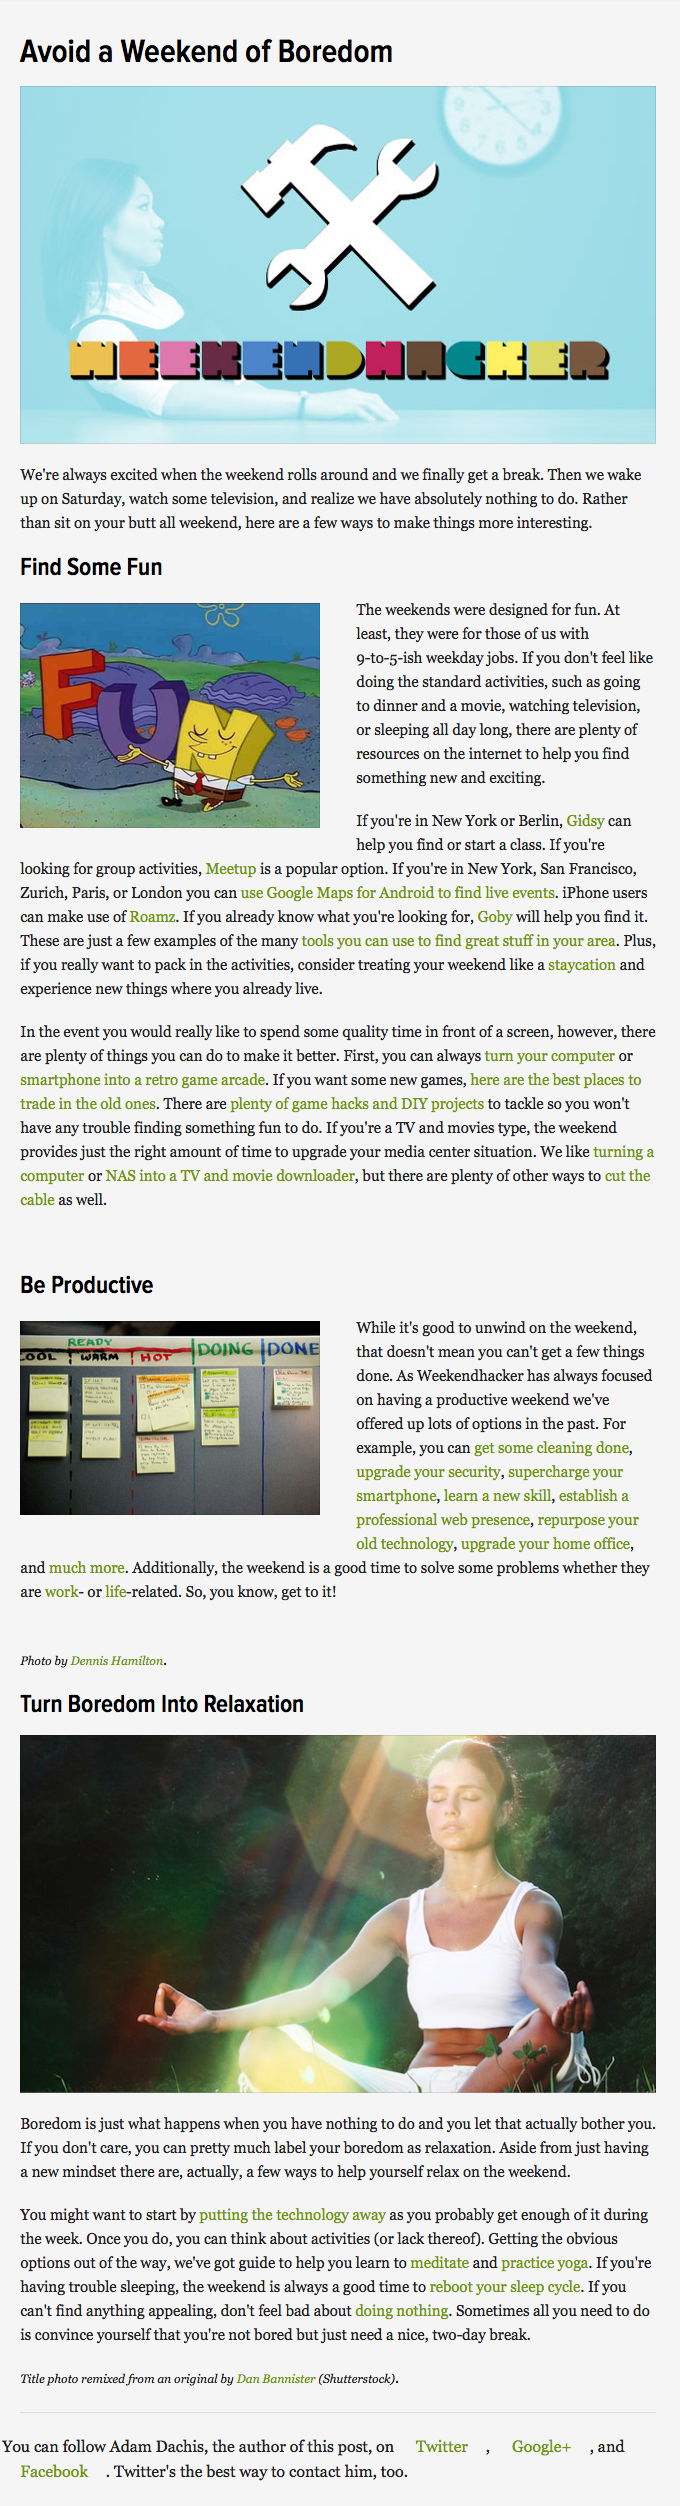 Avoid a Weekend of Boredom
WEEKENDHACKER
We're always excited when the weekend rolls around and we finally get a break. Then we wake
up on Saturday, watch some television, and realize we have absolutely nothing to do. Rather
than sit on your butt all weekend, here are a few ways to make things more interesting.
Find Some Fun
FUN
The weekends were designed for fun. At
least, they were for those of us with
9-to-5-ish weekday jobs. If you don't feel like
doing the standard activities, such as going
to dinner and a movie, watching television,
or sleeping all day long, there are plenty of
resources on the internet to help you find
something new and exciting.
If you're in New York or Berlin, Gidsy can
help you find or start a class. If you're
looking for group activities, Meetup is a popular option. If you're in New York, San Francisco,
Zurich, Paris, or London you can use Google Maps for Android to find live events. iPhone users
can make use of Roamz. If you already know what you're looking for, Goby will help you find it.
These are just a few examples of the many tools you can use to find great stuff in your area. Plus,
if you really want to pack in the activities, consider treating your weekend like a staycation and
experience new things where you already live.
In the event you would really like to spend some quality time in front of a screen, however, there
are plenty of things you can do to make it better. First, you can always turn your computer or
smartphone into a retro game arcade. If you want some new games, here are the best places to
trade in the old ones. There are plenty of game hacks and DIY projects to tackle so you won't
have any trouble finding something fun to do. If you're a TV and movies type, the weekend
provides just the right amount of time to upgrade your media center situation. We like turning a
computer or NAS into a TV and movie downloader, but there are plenty of other ways to cut the
cable as well.
Be Productive
READY
COOL WARM HOT DOING DONE
While it's good to unwind on the weekend,
that doesn't mean you can't get a few things
done. As Weekendhacker has always focused
on having a productive weekend we've
offered up lots of options in the past. For
example, you can get some cleaning done,
upgrade your security, supercharge your
smartphone, learn a new skill, establish a
professional web presence, repurpose your
old technology, upgrade your home office,
and much more. Additionally, the weekend is a good time to solve some problems whether they
are work- or life-related. So, you know, get to it!
Photo by Dennis Hamilton.
Turn Boredom Into Relaxation
Boredom is just what happens when you have nothing to do and you let that actually bother you.
If you don't care, you can pretty much label your boredom as relaxation. Aside from just having
a new mindset there are, actually, a few ways to help yourself relax on the weekend.
You might want to start by putting the technology away as you probably get enough of it during
the week. Once you do, you can think about activities (or lack thereof). Getting the obvious
options out of the way, we've got guide to help you learn to meditate and practice yoga. If you're
having trouble sleeping, the weekend is always a good time to reboot your sleep cycle. If you
can't find anything appealing, don't feel bad about doing nothing. Sometimes all you need to do
is convince yourself that you're not bored but just need a nice, two-day break.
Title photo remixed from an original by Dan Bannister (Shutterstock).
You can follow Adam Dachis, the author of this post, on Twitter , Google+ , and
Facebook . Twitter's the best way to contact him, too.